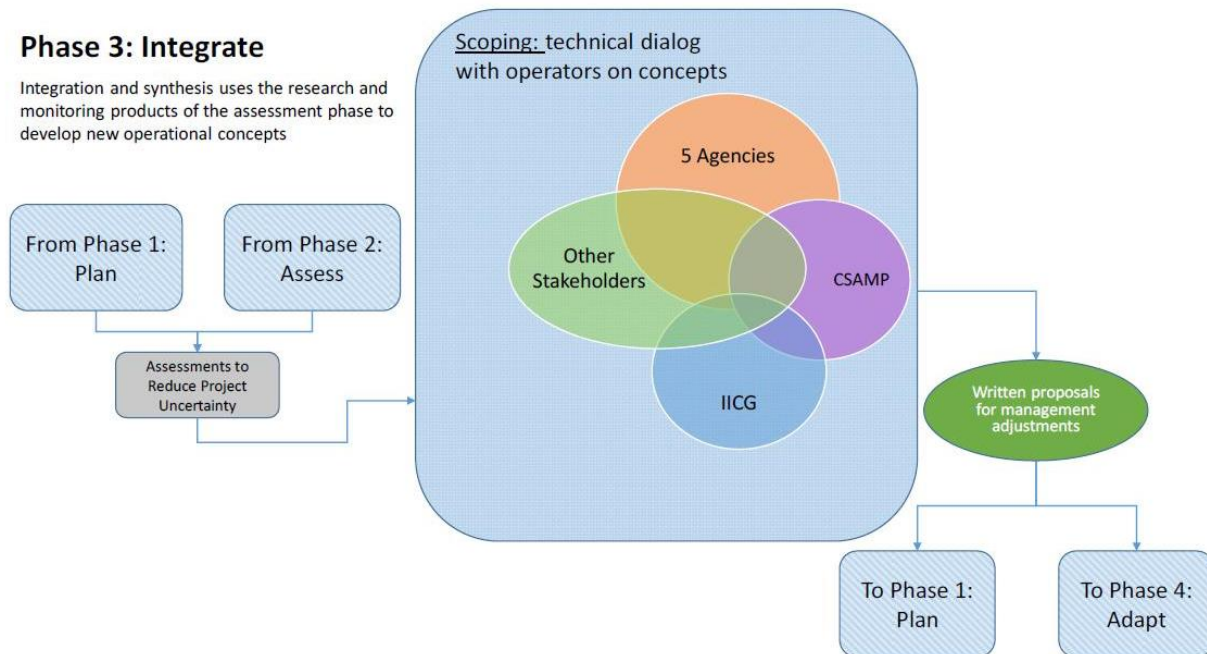 Phase 3: Integrate
Integration and synthesis uses the research and
monitoring products of the assessment phase to
develop new operational concepts
Scoping: technical dialog
with operators on concepts
5 Agencies
Other
Stakeholders
CSAMP
IICG
From Phase 1:
Plan
From Phase 2:
Assess
Assessments to
Reduce Project
Uncertainty
Written proposals
for management
adjustments
To Phase 1:
Plan
To Phase 4:
Adapt